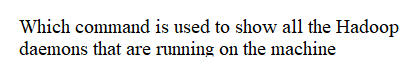 Which command is used to show all the Hadoop
daemons that are running on the machine